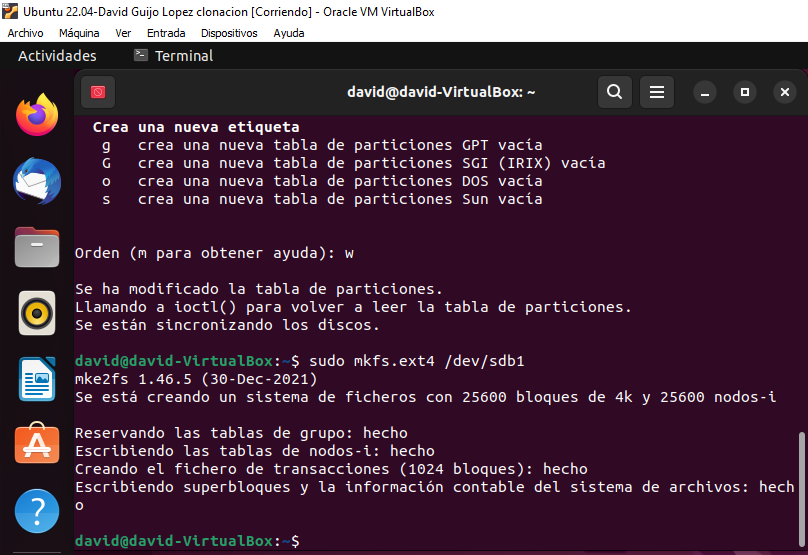 Ubuntu 22.04-David Guijo Lopez clonacion [Corriendo] - Oracle VM VirtualBox
Archivo Máquina Ver Entrada Dispositivos Ayuda
Actividades Terminal
david@david-VirtualBox: ~
Crea una nueva etiqueta
g crea una nueva tabla de particiones GPT vacía
G crea una nueva tabla de particiones SGI (IRIX) vacía
o crea una nueva tabla de particiones DOS vacía
s crea una nueva tabla de particiones Sun vacía
Orden (m para obtener ayuda): w
Se ha modificado la tabla de particiones.
Llamando a ioctl() para volver a leer la tabla de particiones.
Se están sincronizando los discos.
david@david-VirtualBox:~$ sudo mkfs.ext4 /dev/sdb1
mke2fs 1.46.5 (30-Dec-2021)
Se está creando un sistema de ficheros con 25600 bloques de 4k y 25600 nodos-i
Reservando las tablas de grupo: hecho
Escribiendo las tablas de nodos-i: hecho
Creando el fichero de transacciones (1024 bloques): hecho
Escribiendo superbloques y la información contable del sistema de archivos: hech
o
david@david-VirtualBox:~$